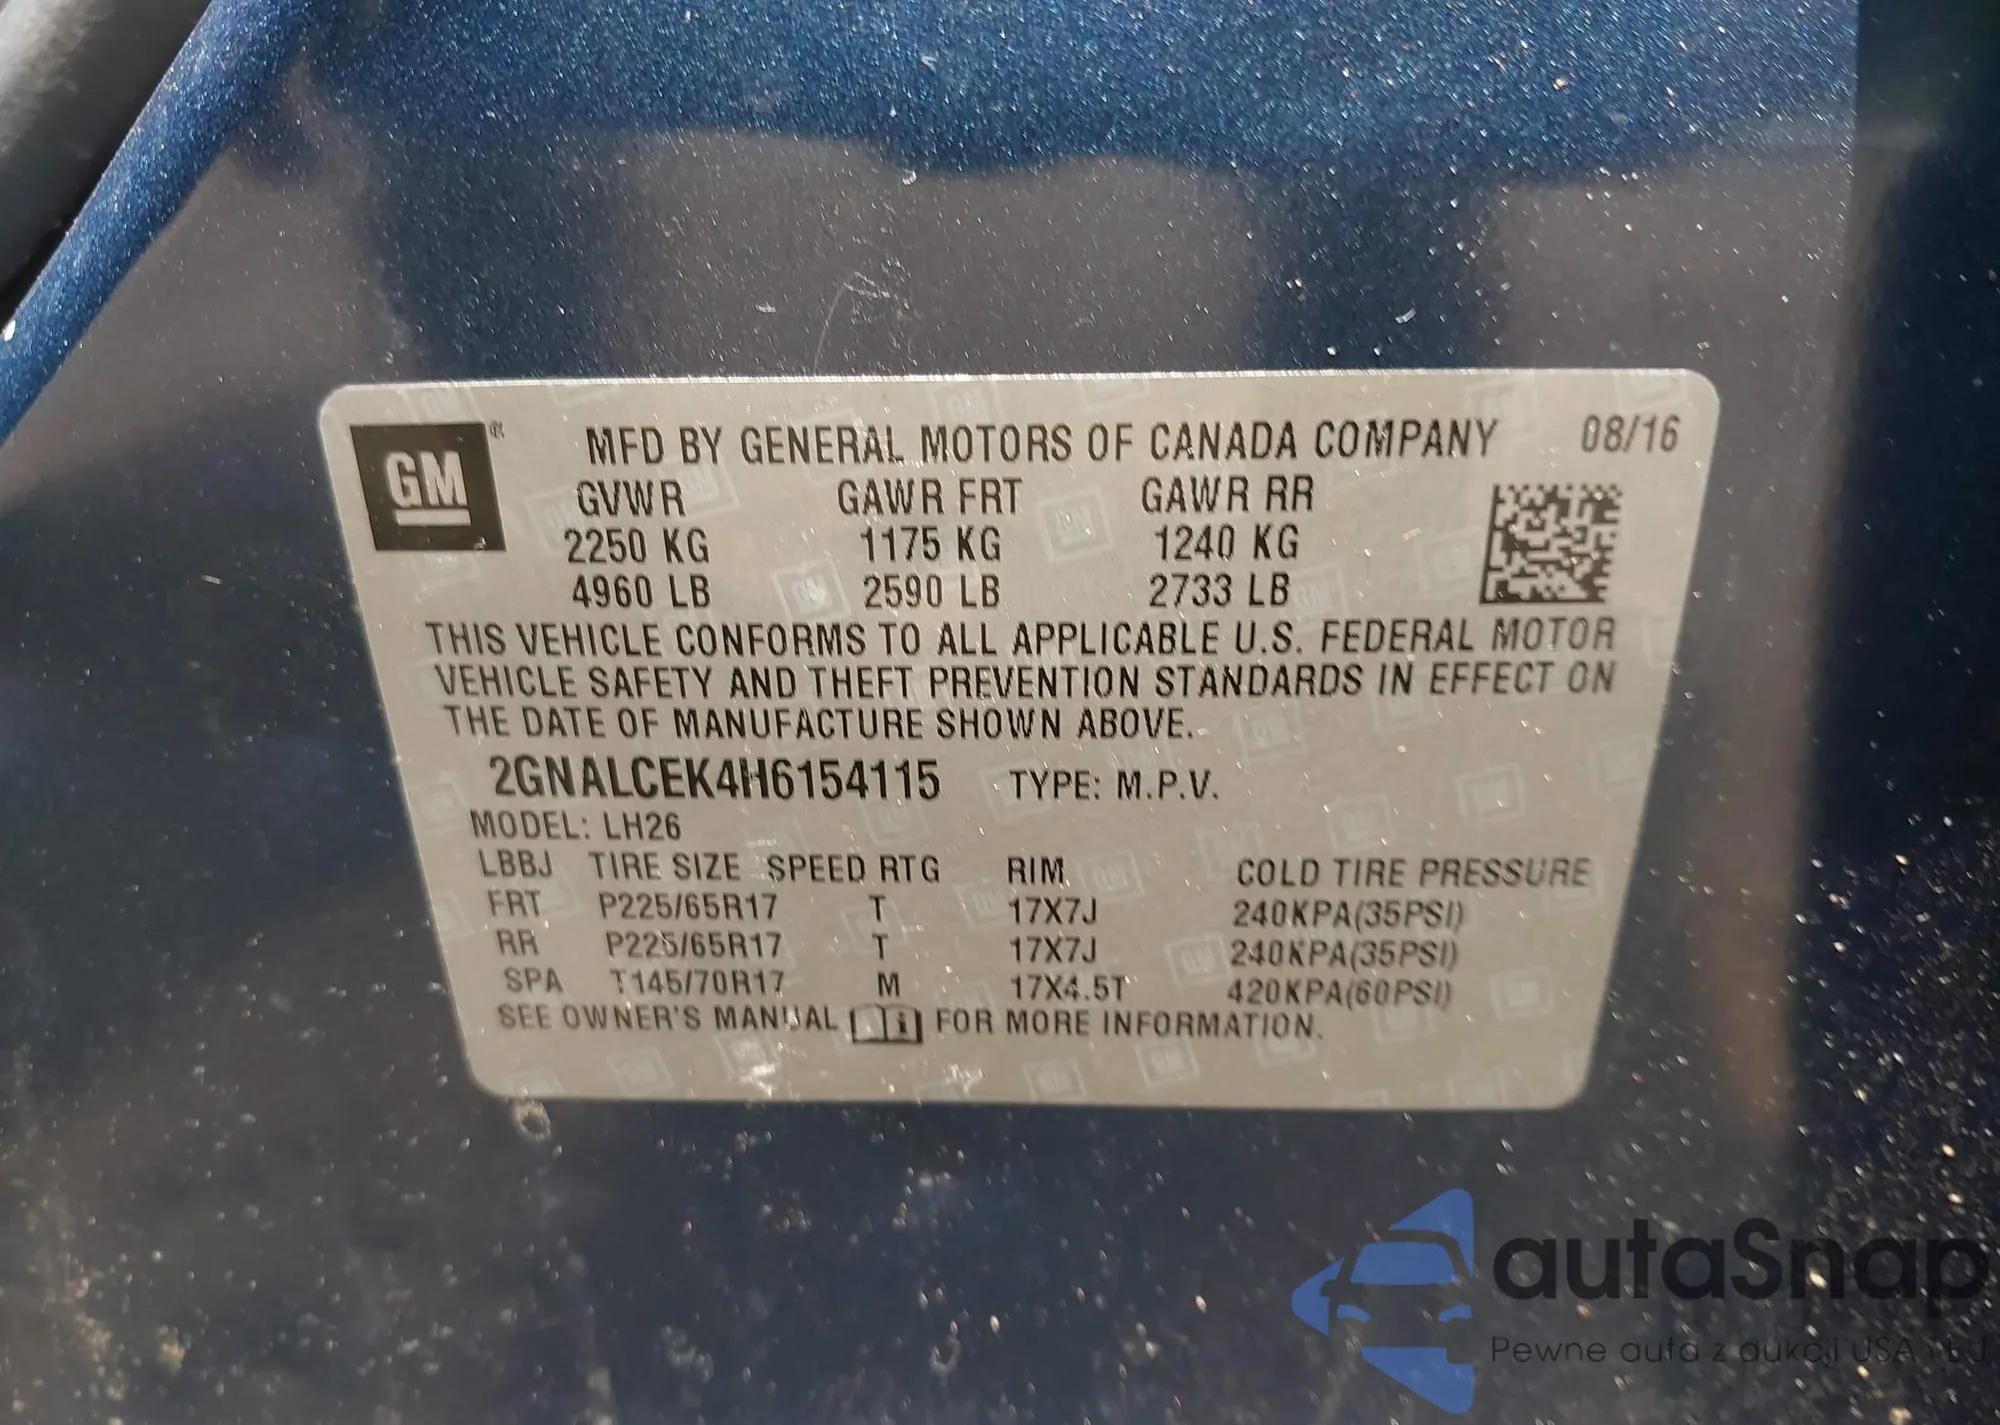 GM®
MFD BY GENERAL MOTORS OF CANADA COMPANY 08/16
GVWR GAWR FRT GAWR RR
2250 KG 1175 KG 1240 KG
4960 LB 2590 LB 2733 LB
THIS VEHICLE CONFORMS TO ALL APPLICABLE U.S. FEDERAL MOTOR
VEHICLE SAFETY AND THEFT PREVENTION STANDARDS IN EFFECT ON
THE DATE OF MANUFACTURE SHOWN ABOVE.
2GNALCEK4H6154115 TYPE: M.P.V.
MODEL: LH26
LBBJ TIRE SIZE SPEED RTG RIM COLD TIRE PRESSURE
FRT P225/65R17 T 17X7J 240KPA(35PSI)
RR P225/65R17 T 17X7J 240KPA(35PSI)
SPA T145/70R17 M 17X4.5T 420KPA(60PSI)
SEE OWNER'S MANUAL FOR MORE INFORMATION.
autaSnap
Pewne auta z aukcji USA i EU